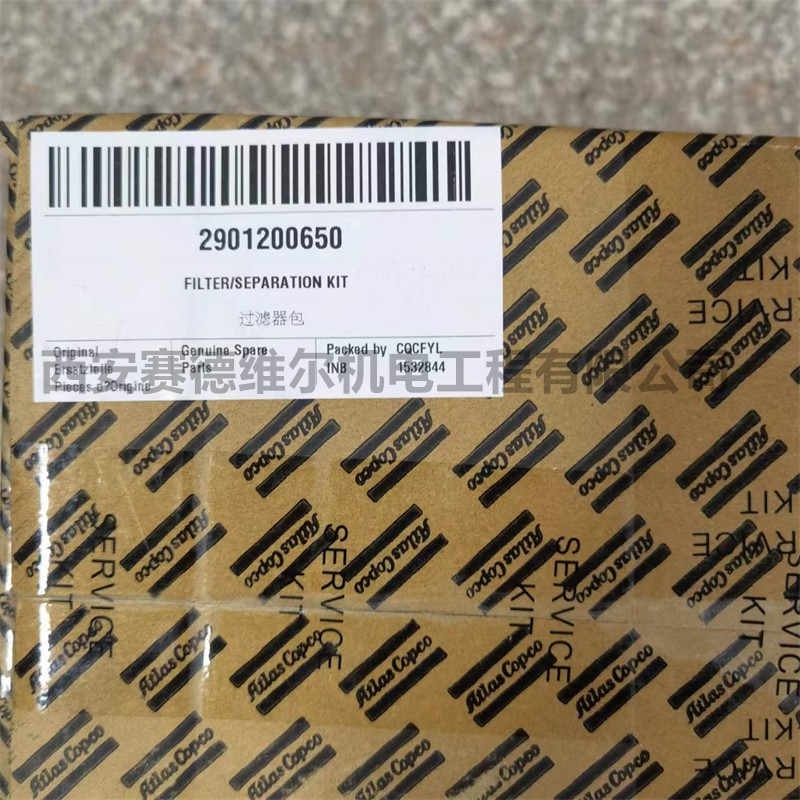 2901200650
FILTER/SEPARATION KIT
过滤器包
Original Genuine Spare Packed by CQCFYL
Ersatzteile Parts 1NB 1532844
Pieces d?Origine
西安赛德维尔机电工程有限公司
Atlas Copco
SERVICE
KIT